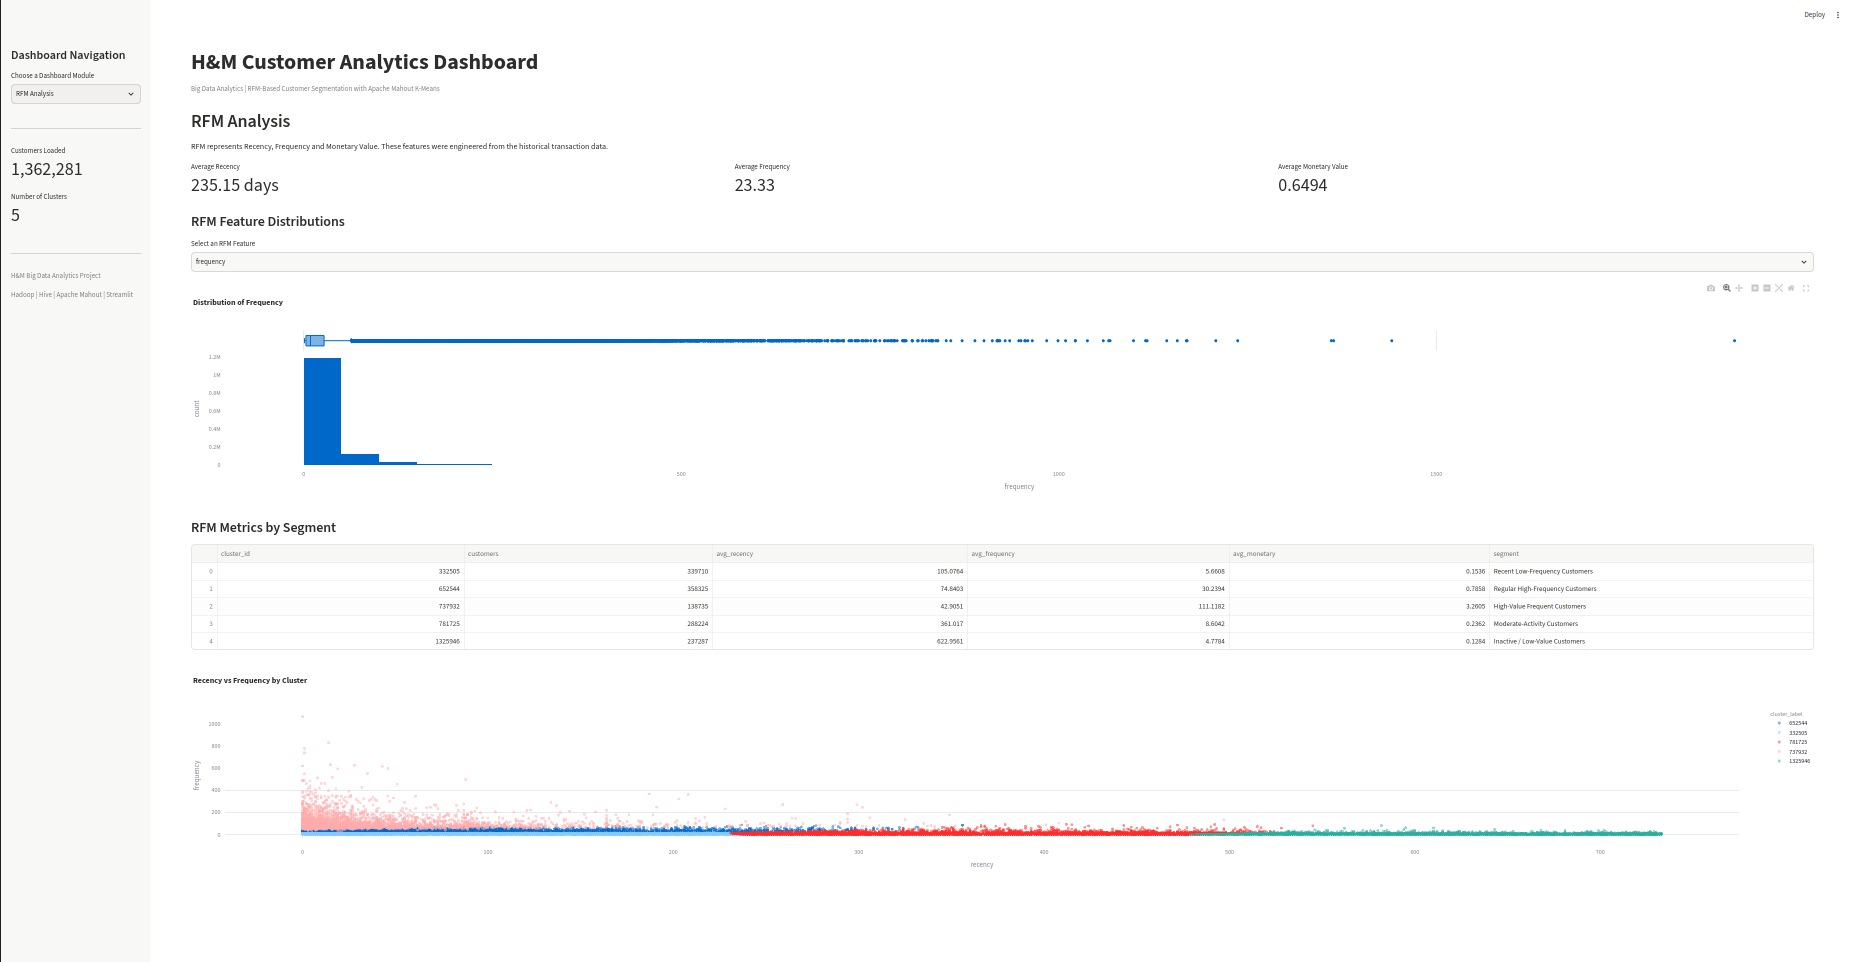 Deploy
Dashboard Navigation
Choose a Dashboard Module
RFM Analysis
Customers Loaded
1,362,281
Number of Clusters
5
H&M Big Data Analytics Project
Hadoop | Hive | Apache Mahout | Streamlit
H&M Customer Analytics Dashboard
Big Data Analytics | RFM-Based Customer Segmentation with Apache Mahout K-Means
RFM Analysis
RFM represents Recency, Frequency and Monetary Value. These features were engineered from the historical transaction data.
Average Recency Average Frequency Average Monetary Value
235.15 days 23.33 0.6494
RFM Feature Distributions
Select an RFM Feature
frequency
Distribution of Frequency
1.2M
1M
0.8M
0.6M
0.4M
0.2M
0
count
0 500 1000 1500
frequency
RFM Metrics by Segment
cluster_id customers avg_recency avg_frequency avg_monetary segment
0 332505 339710 105.0764 5.6608 0.1536 Recent Low-Frequency Customers
1 652544 358325 74.8403 30.2394 0.7858 Regular High-Frequency Customers
2 737932 138735 42.9051 111.1182 3.2605 High-Value Frequent Customers
3 781725 288224 361.017 8.6042 0.2362 Moderate-Activity Customers
4 1325946 237287 622.9561 4.7784 0.1284 Inactive / Low-Value Customers
Recency vs Frequency by Cluster
1000
800
600
400
200
0
frequency
0 100 200 300 400 500 600 700
recency
cluster_label
652544
332505
781725
737932
1325946